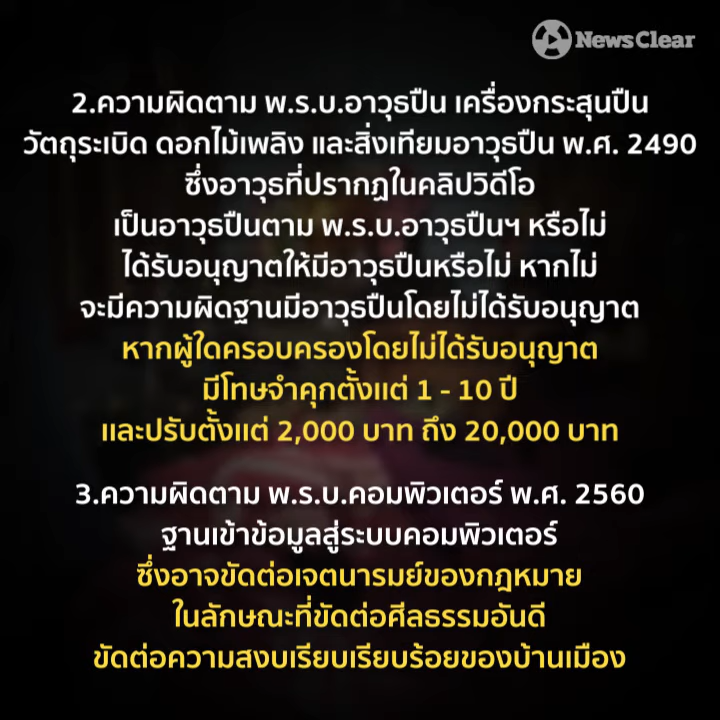 News Clear
2.ความผิดตาม พ.ร.บ.อาวุธปืน เครื่องกระสุนปืน
วัตถุระเบิด ดอกไม้เพลิง และสิ่งเทียมอาวุธปืน พ.ศ. 2490
ซึ่งอาวุธที่ปรากฏในคลิปวิดีโอ
เป็นอาวุธปืนตาม พ.ร.บ.อาวุธปืนฯ หรือไม่
ได้รับอนุญาตให้มีอาวุธปืนหรือไม่ หากไม่
จะมีความผิดฐานมีอาวุธปืนโดยไม่ได้รับอนุญาต
หากผู้ใดครอบครองโดยไม่ได้รับอนุญาต
มีโทษจำคุกตั้งแต่ 1 - 10 ปี
และปรับตั้งแต่ 2,000 บาท ถึง 20,000 บาท
3.ความผิดตาม พ.ร.บ.คอมพิวเตอร์ พ.ศ. 2560
ฐานเข้าข้อมูลสู่ระบบคอมพิวเตอร์
ซึ่งอาจขัดต่อเจตนารมย์ของกฎหมาย
ในลักษณะที่ขัดต่อศีลธรรมอันดี
ขัดต่อความสงบเรียบเรียบร้อยของบ้านเมือง